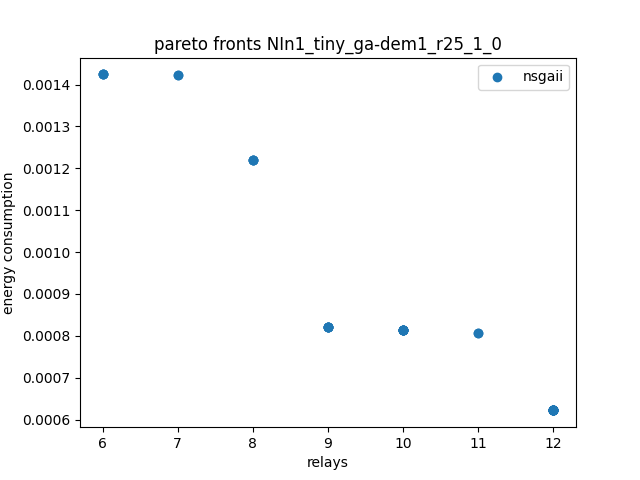 pareto fronts NIn1_tiny_ga-dem1_r25_1_0
nsgaii
energy consumption
0.0014
0.0013
0.0012
0.0011
0.0010
0.0009
0.0008
0.0007
0.0006
6 7 8 9 10 11 12
relays